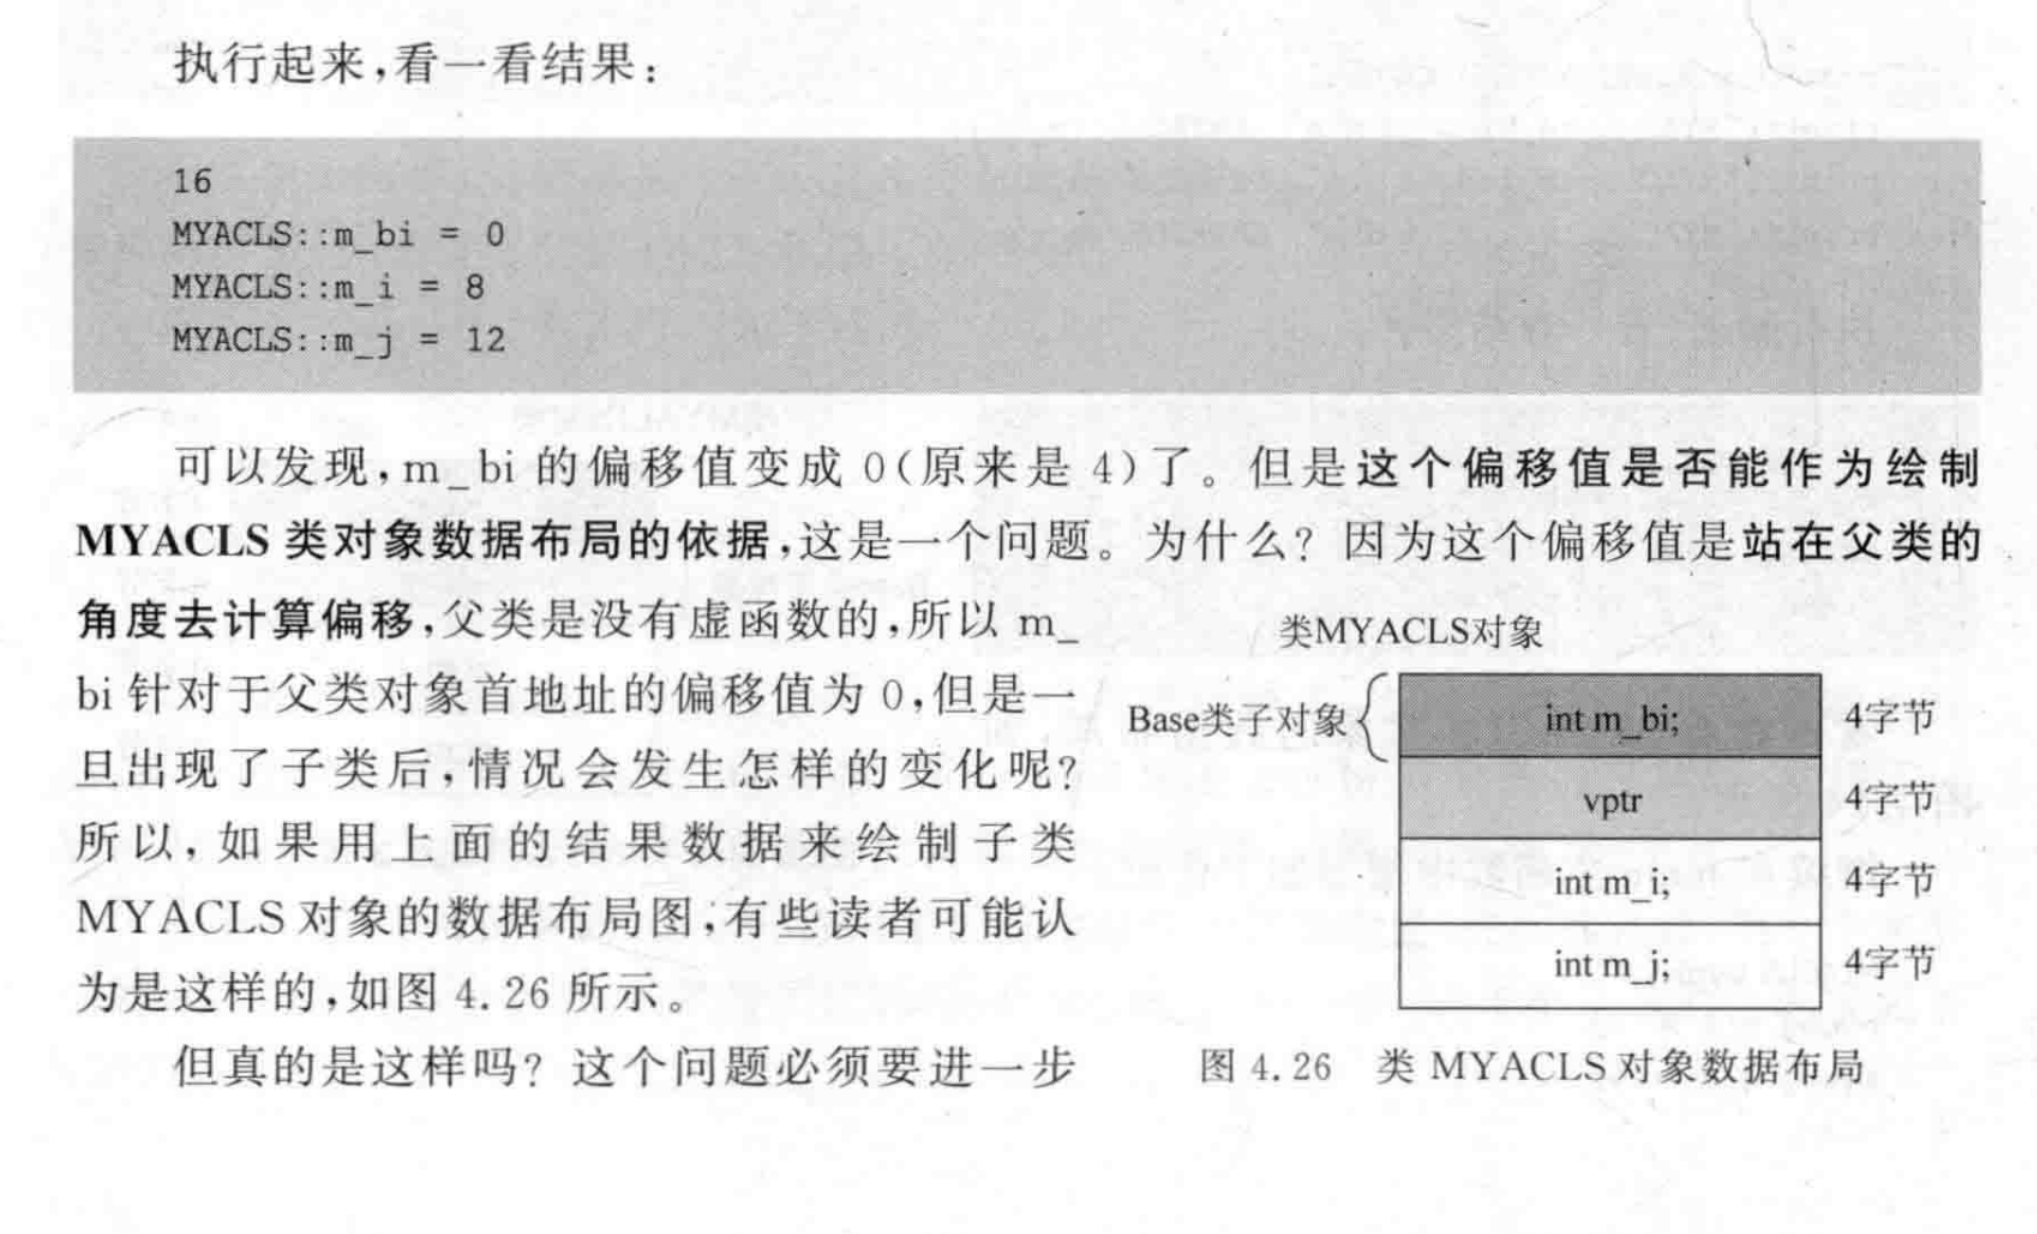 执行起来,看一看结果:
16
MYACLS::m_bi = 0
MYACLS::m_i = 8
MYACLS::m_j = 12
可以发现,m_bi的偏移值变成 0(原来是 4)了。但是这个偏移值是否能作为绘制
MYACLS 类对象数据布局的依据,这是一个问题。为什么? 因为这个偏移值是站在父类的
角度去计算偏移,父类是没有虚函数的,所以 m_
bi 针对于父类对象首地址的偏移值为 0,但是一
旦出现了子类后,情况会发生怎样的变化呢?
所以,如果用上面的结果数据来绘制子类
MYACLS 对象的数据布局图,有些读者可能认
为是这样的,如图 4.26 所示。
但真的是这样吗? 这个问题必须要进一步
类MYACLS对象
Base类子对象
int m_bi;
4字节
vptr
4字节
int m_i;
4字节
int m_j;
4字节
图 4.26 类 MYACLS 对象数据布局